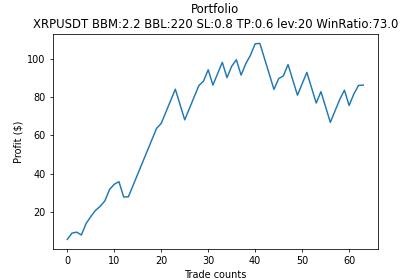 Portfolio
XRPUSDT BBM:2.2 BBL:220 SL:0.8 TP:0.6 lev:20 WinRatio:73.0
100
80
60
40
20
Profit ($)
0 10 20 30 40 50 60
Trade counts